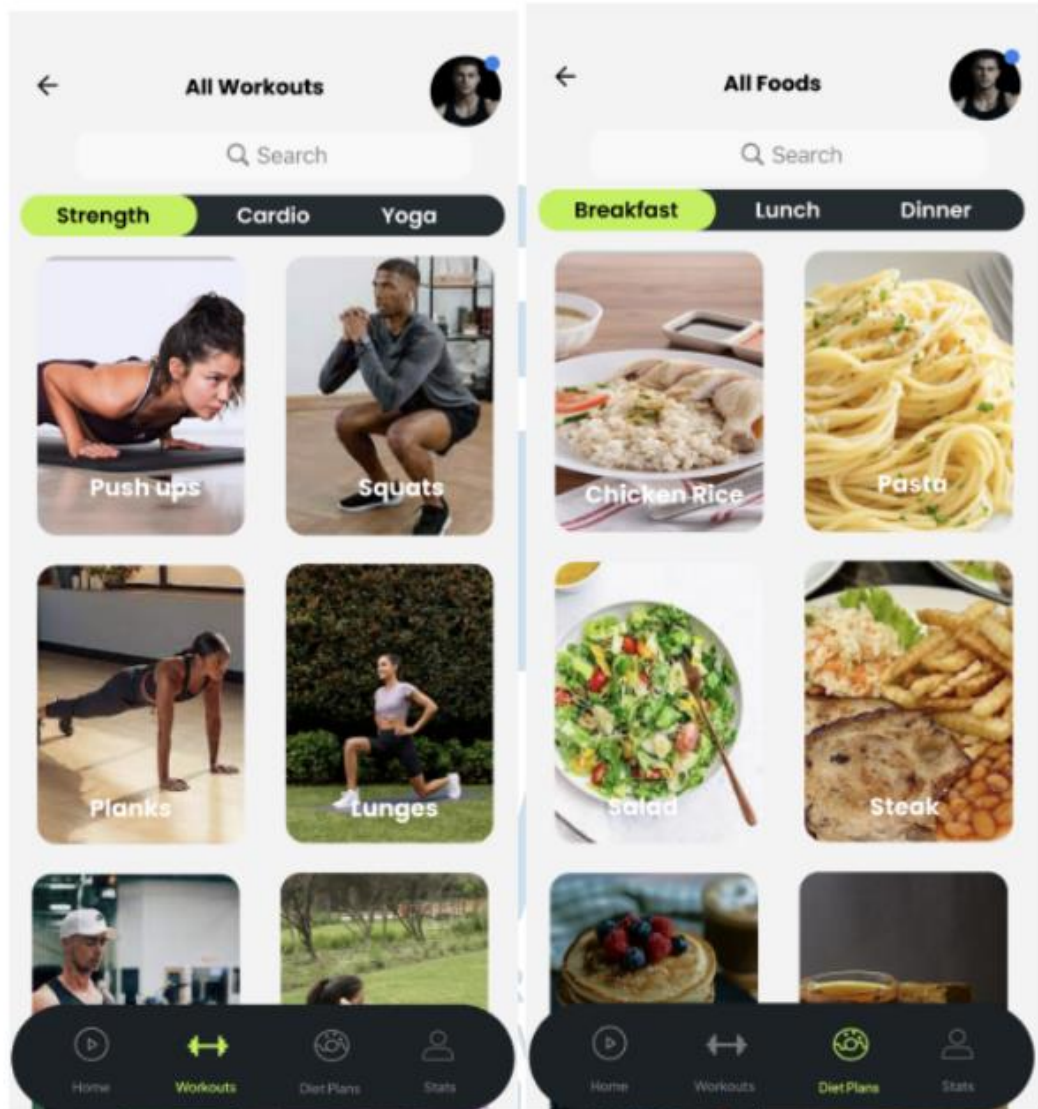 All Workouts
Search
Strength Cardio Yoga
Push ups Squats
Planks Lunges
Home Workouts Diet Plans Stats
All Foods
Search
Breakfast Lunch Dinner
Chicken Rice Pasta
Salad Steak
Home Workouts Diet Plans Stats